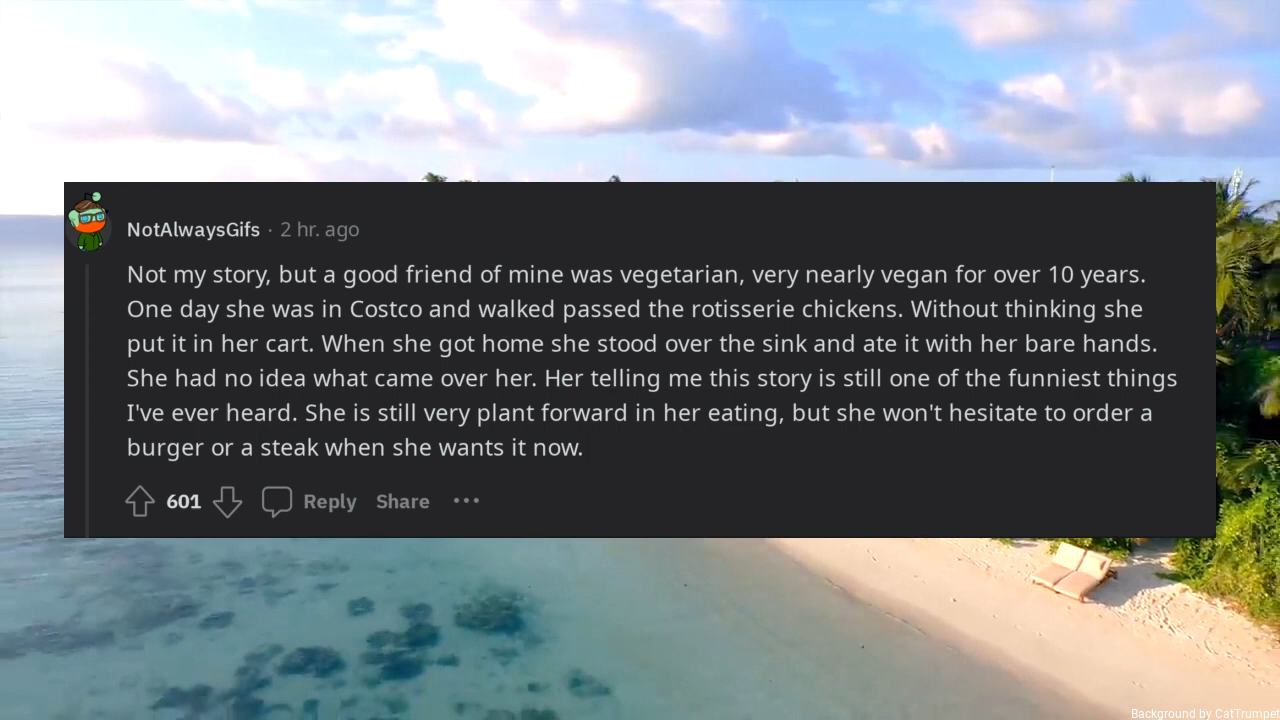 NotAlwaysGifs · 2 hr. ago
Not my story, but a good friend of mine was vegetarian, very nearly vegan for over 10 years.
One day she was in Costco and walked passed the rotisserie chickens. Without thinking she
put it in her cart. When she got home she stood over the sink and ate it with her bare hands.
She had no idea what came over her. Her telling me this story is still one of the funniest things
I've ever heard. She is still very plant forward in her eating, but she won't hesitate to order a
burger or a steak when she wants it now.
601 Reply Share ···
Background by CatTrumpet